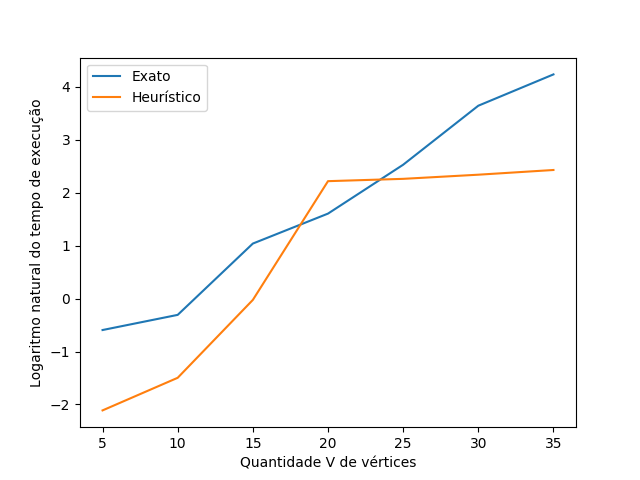 Exato
Heurístico
Logaritmo natural do tempo de execução
4
3
2
1
0
−1
−2
5 10 15 20 25 30 35
Quantidade V de vértices